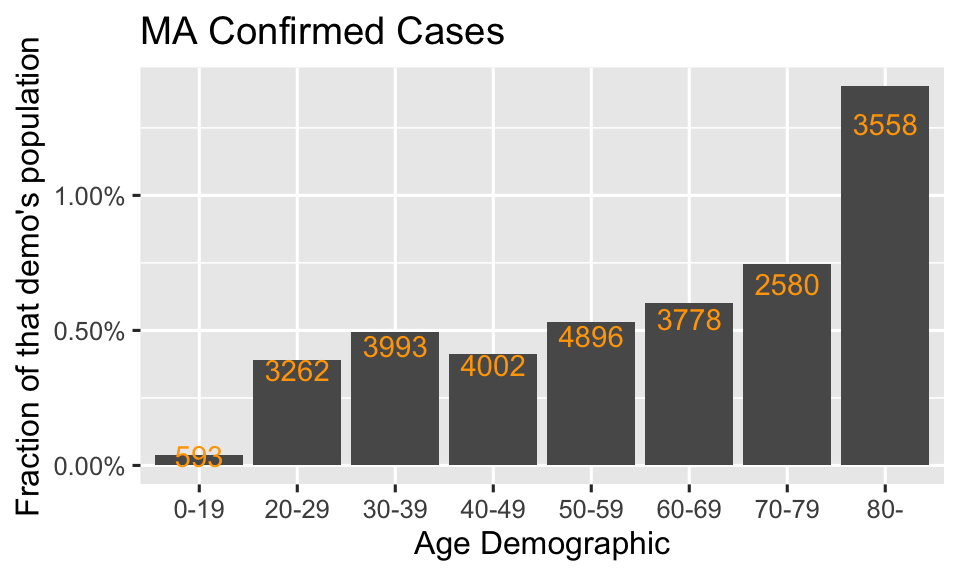 MA Confirmed Cases
Fraction of that demo's population
1.00%
0.50%
0.00%
593
3262
3993
4002
4896
3778
2580
3558
0-19 20-29 30-39 40-49 50-59 60-69 70-79 80-
Age Demographic